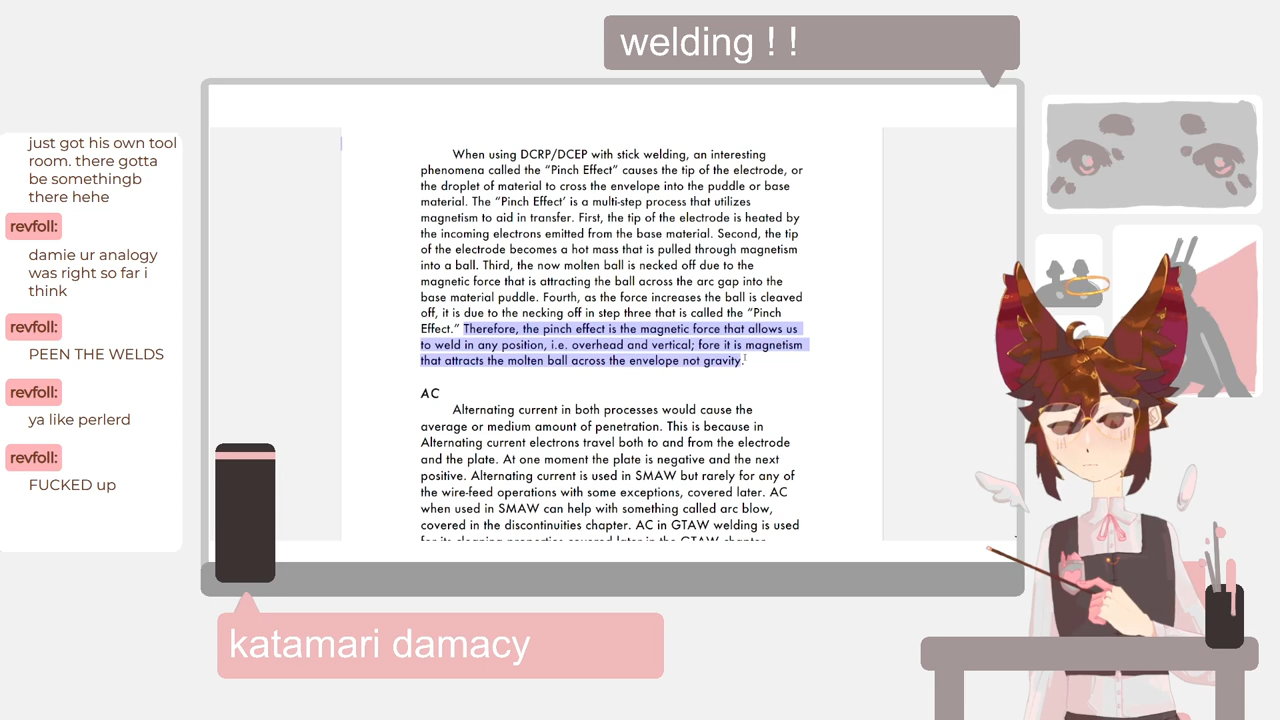 welding ! !
just got his own tool
room. there gotta
be somethingb
there hehe
revfoll:
damie ur analogy
was right so far i
think
revfoll:
PEEN THE WELDS
revfoll:
ya like perlerd
revfoll:
FUCKED up
When using DCRP/DCEP with stick welding, an interesting
phenomena called the “Pinch Effect” causes the tip of the electrode, or
the droplet of material to cross the envelope into the puddle or base
material. The “Pinch Effect’ is a multi-step process that utilizes
magnetism to aid in transfer. First, the tip of the electrode is heated by
the incoming electrons emitted from the base material. Second, the tip
of the electrode becomes a hot mass that is pulled through magnetism
into a ball. Third, the now molten ball is necked off due to the
magnetic force that is attracting the ball across the arc gap into the
base material puddle. Fourth, as the force increases the ball is cleaved
off, it is due to the necking off in step three that is called the “Pinch
Effect.” Therefore, the pinch effect is the magnetic force that allows us
to weld in any position, i.e. overhead and vertical; fore it is magnetism
that attracts the molten ball across the envelope not gravity.
AC
Alternating current in both processes would cause the
average or medium amount of penetration. This is because in
Alternating current electrons travel both to and from the electrode
and the plate. At one moment the plate is negative and the next
positive. Alternating current is used in SMAW but rarely for any of
the wire-feed operations with some exceptions, covered later. AC
when used in SMAW can help with something called arc blow,
covered in the discontinuities chapter. AC in GTAW welding is used
for its cleaning properties covered later in the GTAW chapter
katamari damacy